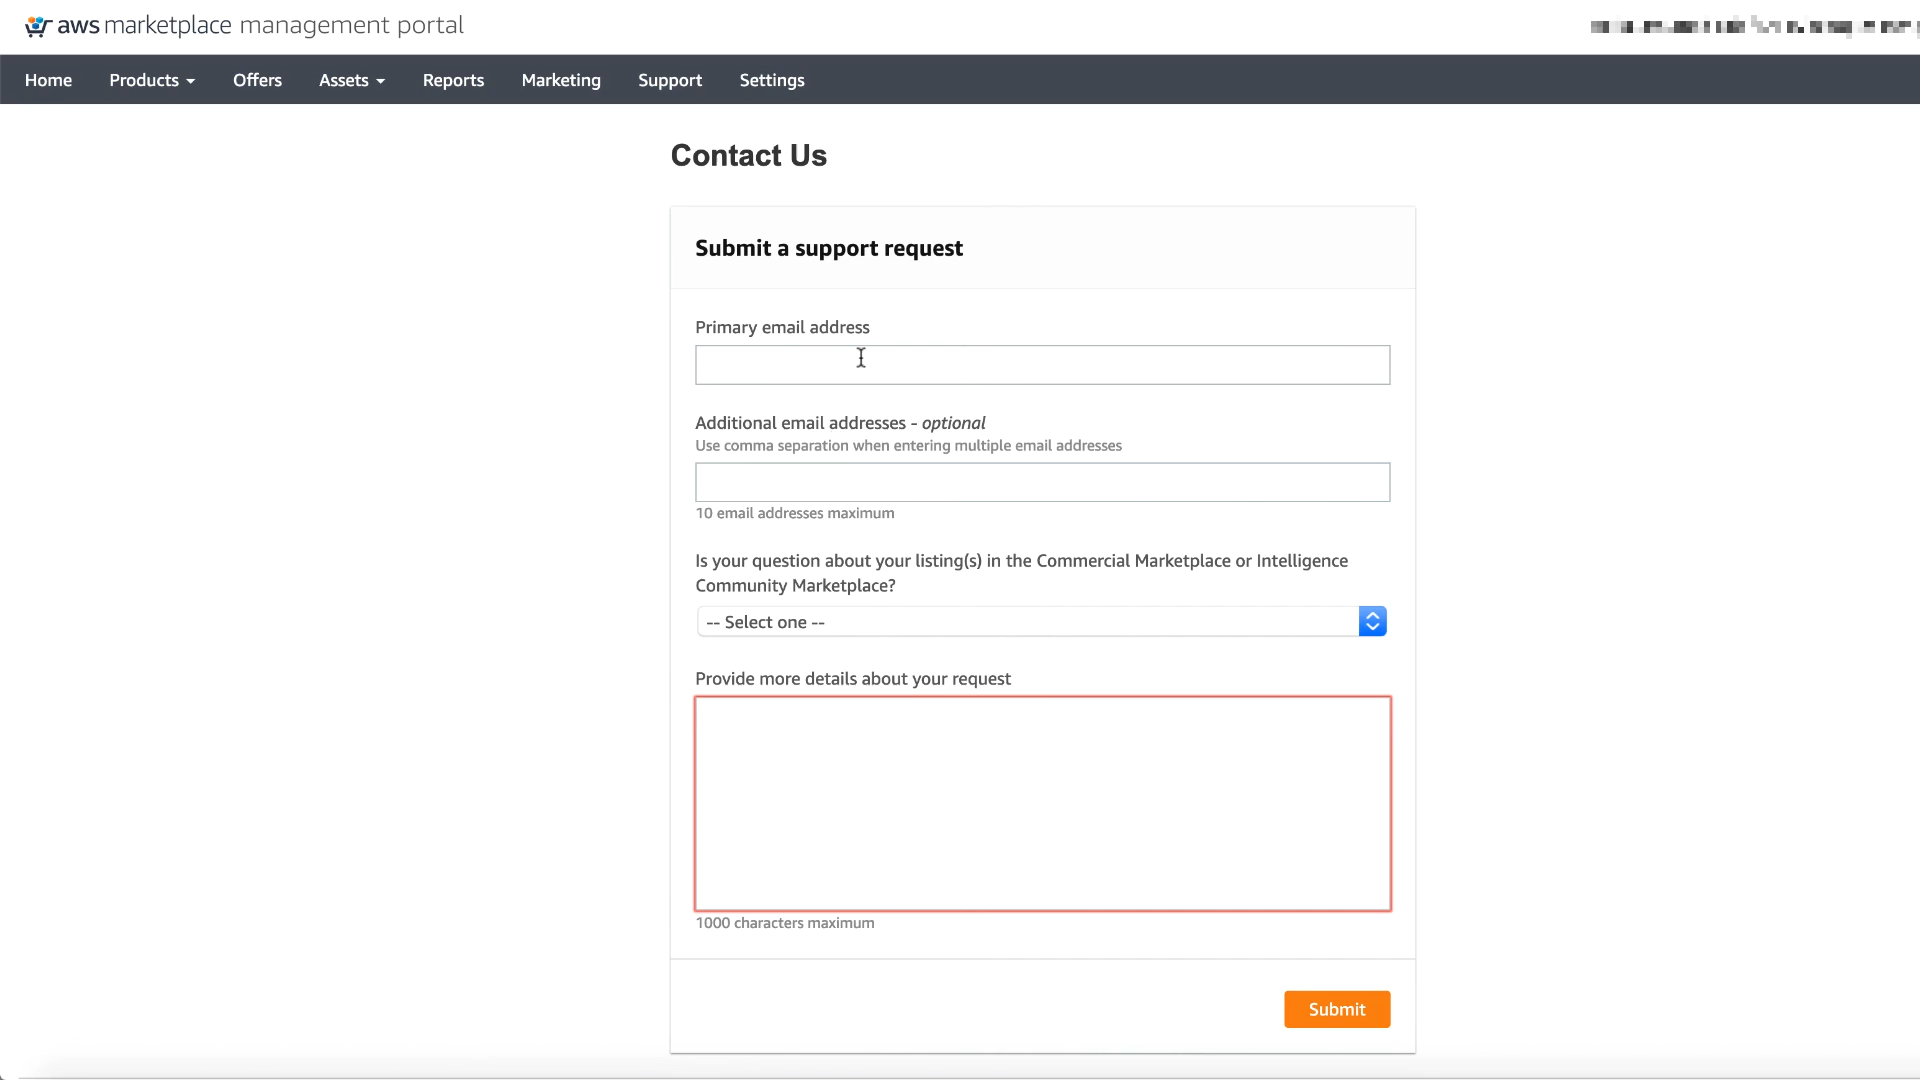 aws marketplace management portal
Home Products Offers Assets Reports Marketing Support Settings
Contact Us
Submit a support request
Primary email address
Additional email addresses - optional
Use comma separation when entering multiple email addresses
10 email addresses maximum
Is your question about your listing(s) in the Commercial Marketplace or Intelligence
Community Marketplace?
-- Select one --
Provide more details about your request
1000 characters maximum
Submit